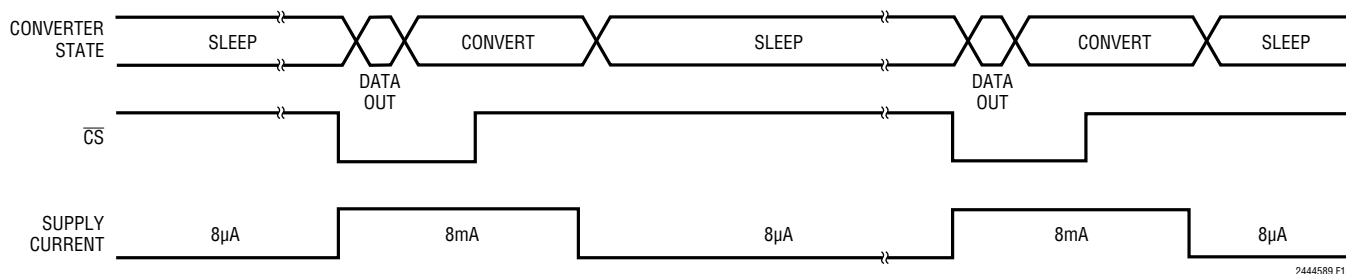 CONVERTER
STATE
SLEEP
CONVERT
SLEEP
CONVERT
SLEEP
DATA
OUT
DATA
OUT
CS
SUPPLY
CURRENT
8µA
8mA
8µA
8mA
8µA
2444589 F1